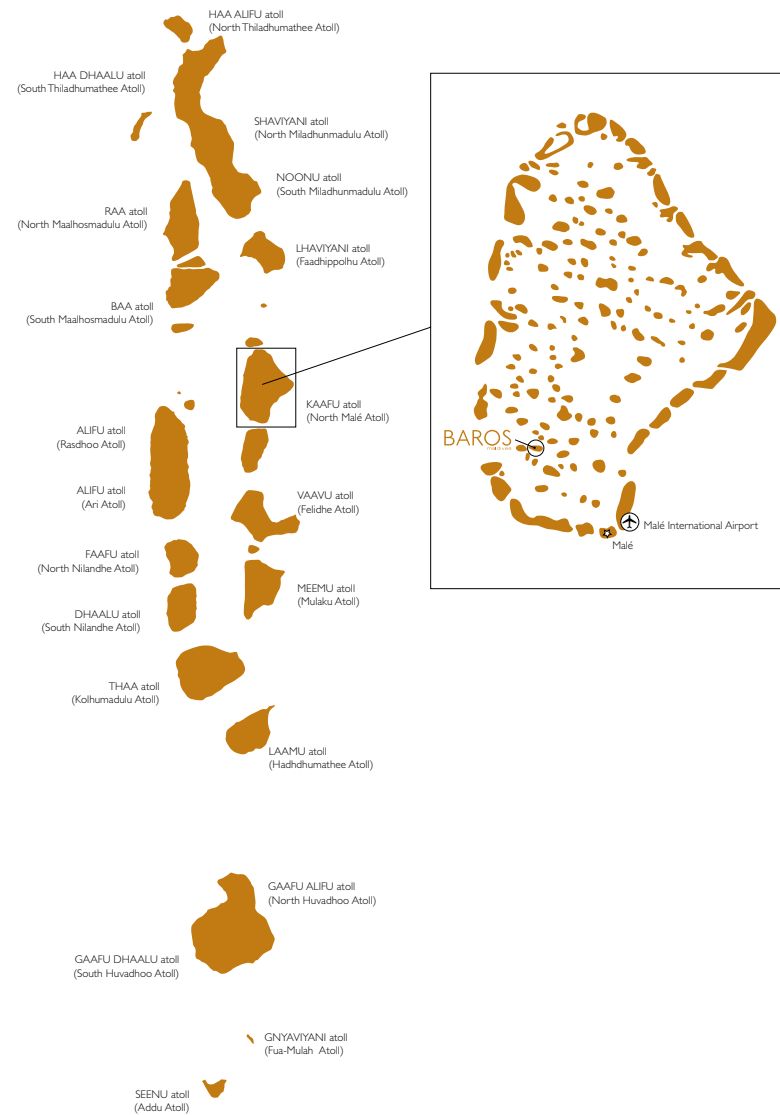 HAA ALIFU atoll
(North Thiladhumathee Atoll)
HAA DHAALU atoll
(South Thiladhumathee Atoll)
SHAVIYANI atoll
(North Miladhunmadulu Atoll)
NOONU atoll
(South Miladhunmadulu Atoll)
RAA atoll
(North Maalhosmadulu Atoll)
LHAVIYANI atoll
(Faadhippolhu Atoll)
BAA atoll
(South Maalhosmadulu Atoll)
KAAFU atoll
(North Malé Atoll)
ALIFU atoll
(Rasdhoo Atoll)
ALIFU atoll
(Ari Atoll)
VAAVU atoll
(Felidhe Atoll)
FAAFU atoll
(North Nilandhe Atoll)
MEEMU atoll
(Mulaku Atoll)
DHAALU atoll
(South Nilandhe Atoll)
THAA atoll
(Kolhumadulu Atoll)
LAAMU atoll
(Hadhdhumathee Atoll)
GAAFU ALIFU atoll
(North Huvadhoo Atoll)
GAAFU DHAALU atoll
(South Huvadhoo Atoll)
GNYAVIYANI atoll
(Fua-Mulah Atoll)
SEENU atoll
(Addu Atoll)
BAROS
maldives
Malé International Airport
Malé